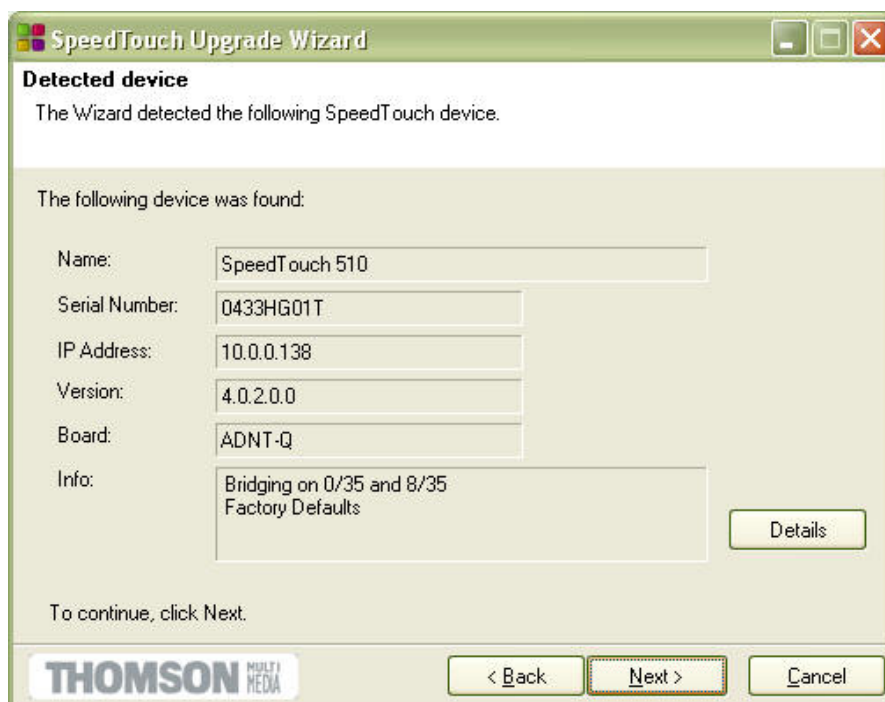 SpeedTouch Upgrade Wizard
Detected device
The Wizard detected the following SpeedTouch device.
The following device was found:
Name: SpeedTouch 510
Serial Number: 0433HG01T
IP Address: 10.0.0.138
Version: 4.0.2.0.0
Board: ADNT-Q
Info: Bridging on 0/35 and 8/35
Factory Defaults
Details
To continue, click Next.
THOMSON MULTI MEDIA
< Back Next > Cancel